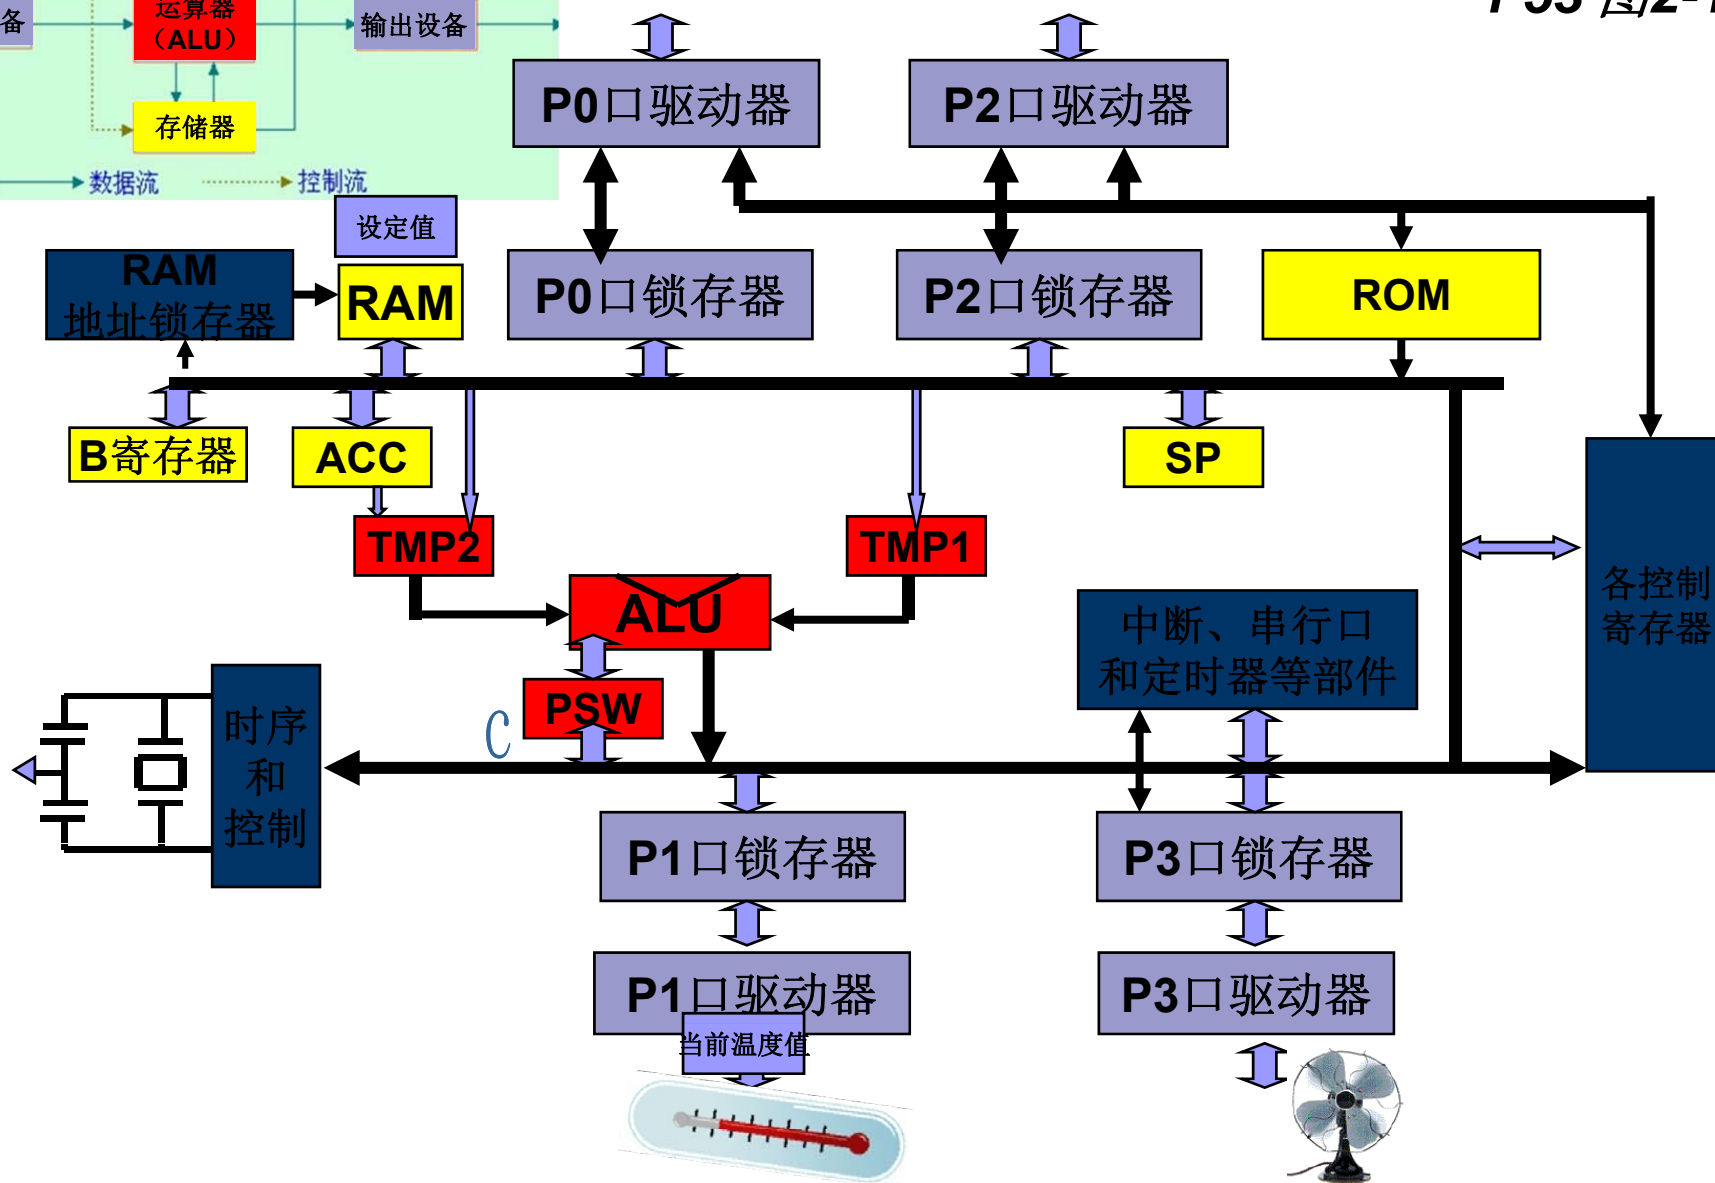 P53 图2-1
备
运算器
（ALU）
输出设备
存储器
数据流
控制流
P0口驱动器
P2口驱动器
设定值
RAM
地址锁存器
RAM
P0口锁存器
P2口锁存器
ROM
B寄存器
ACC
SP
TMP2
TMP1
ALU
各控制
寄存器
中断、串行口
和定时器等部件
PSW
C
时序
和
控制
P1口锁存器
P3口锁存器
P1口驱动器
P3口驱动器
当前温度值